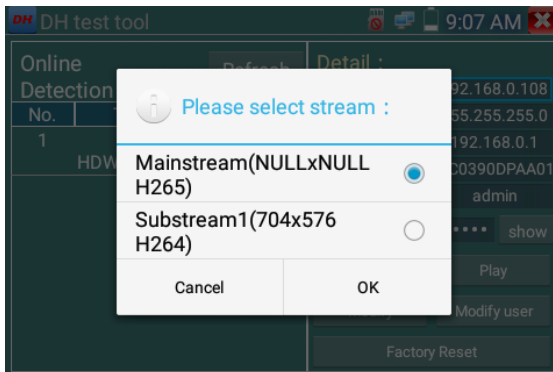 DH DH test tool 9:07 AM
Online
Detection
Refresh
Detail :
No.
1
HDW
92.168.0.108
55.255.255.0
192.168.0.1
C0390DPAA01
admin
show
Play
Modify user
Factory Reset
Please select stream :
Mainstream(NULLxNULL
H265)
Substream1(704x576
H264)
Cancel OK